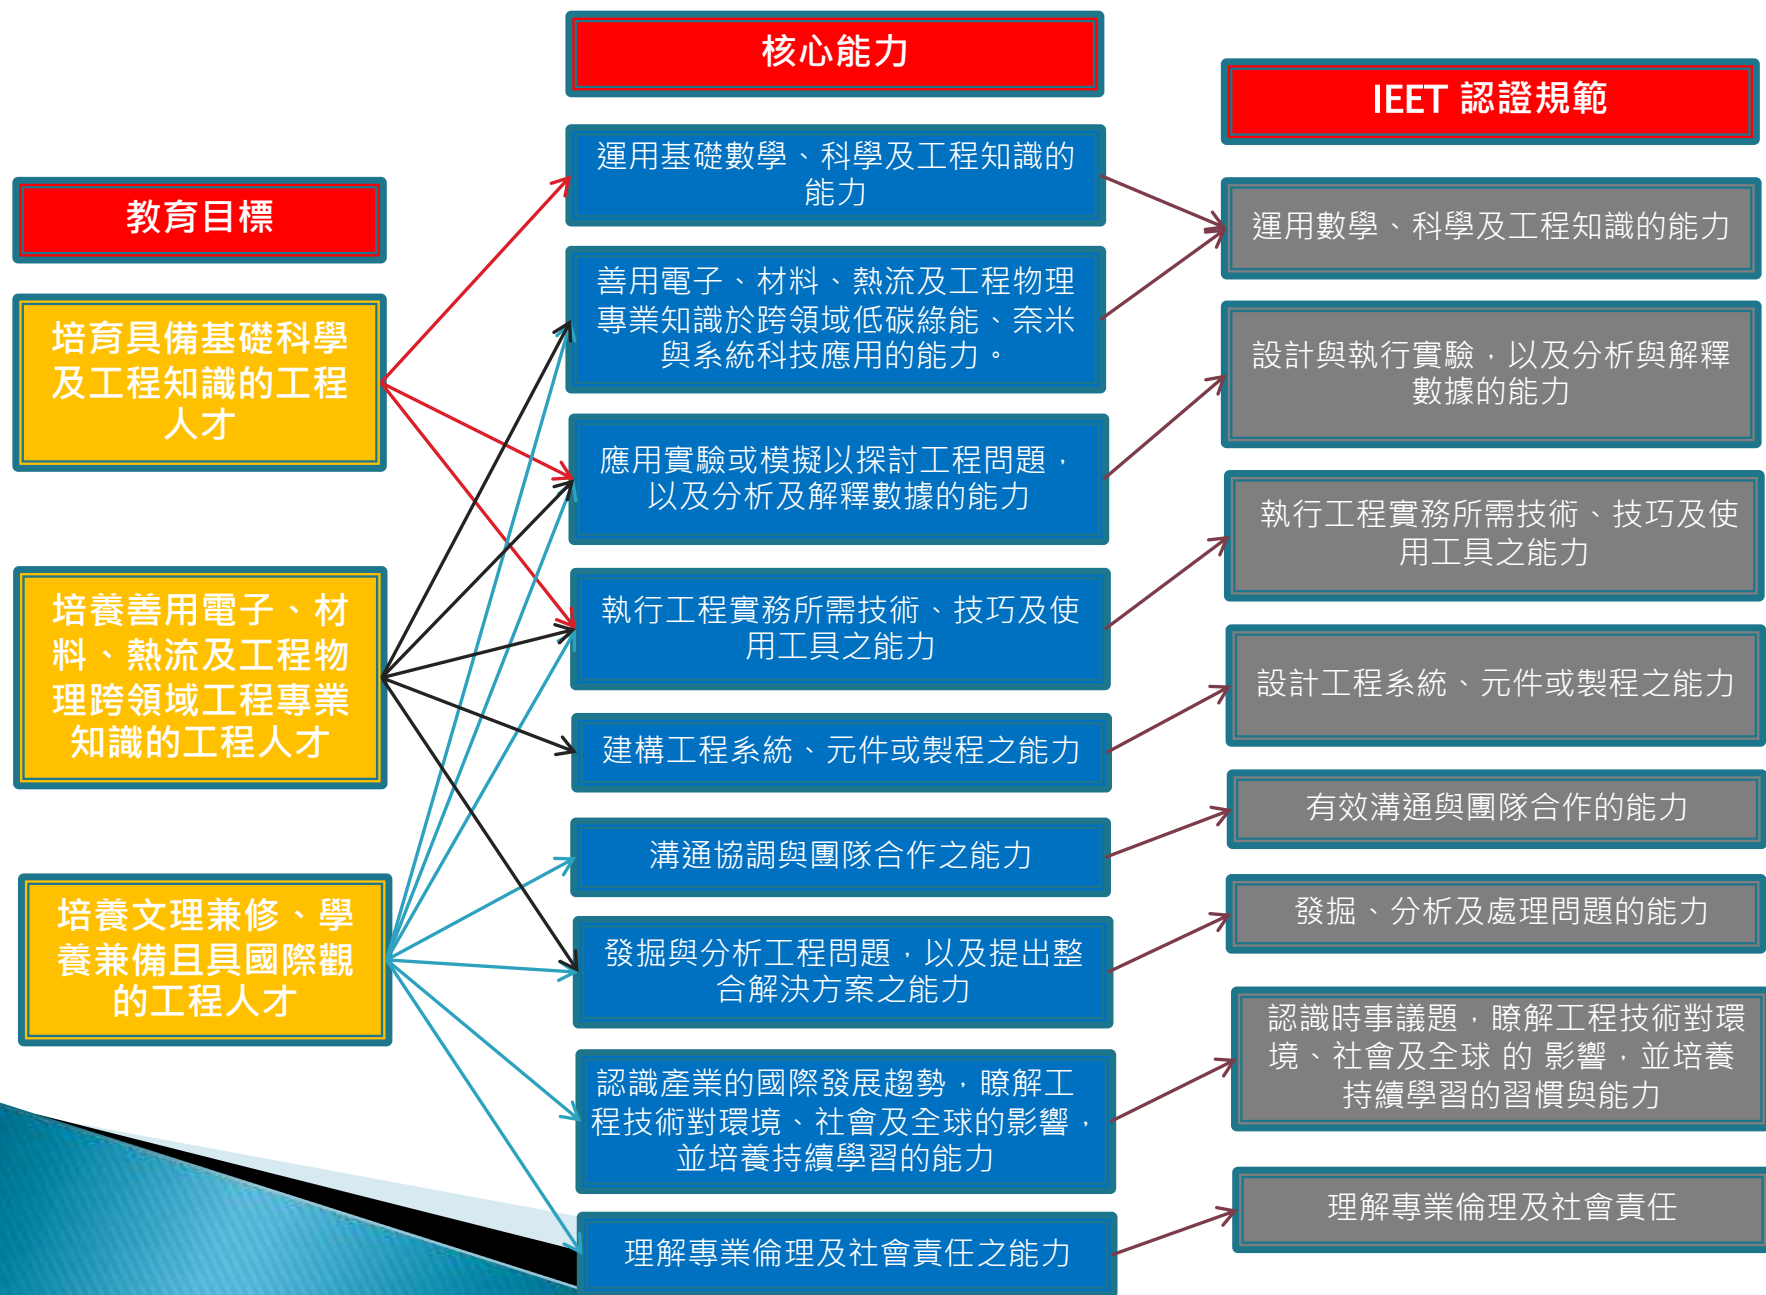 教育目標
培育具備基礎科學
及工程知識的工程
人才
培養善用電子、材
料、熱流及工程物
理跨領域工程專業
知識的工程人才
培養文理兼修、學
養兼備且具國際觀
的工程人才
核心能力
運用基礎數學、科學及工程知識的
能力
善用電子、材料、熱流及工程物理
專業知識於跨領域低碳綠能、奈米
與系統科技應用的能力。
應用實驗或模擬以探討工程問題，
以及分析及解釋數據的能力
執行工程實務所需技術、技巧及使
用工具之能力
建構工程系統、元件或製程之能力
溝通協調與團隊合作之能力
發掘與分析工程問題，以及提出整
合解決方案之能力
認識產業的國際發展趨勢，瞭解工
程技術對環境、社會及全球的影響，
並培養持續學習的能力
理解專業倫理及社會責任之能力
IEET 認證規範
運用數學、科學及工程知識的能力
設計與執行實驗，以及分析與解釋
數據的能力
執行工程實務所需技術、技巧及使
用工具之能力
設計工程系統、元件或製程之能力
有效溝通與團隊合作的能力
發掘、分析及處理問題的能力
認識時事議題，瞭解工程技術對環
境、社會及全球 的 影響，並培養
持續學習的習慣與能力
理解專業倫理及社會責任